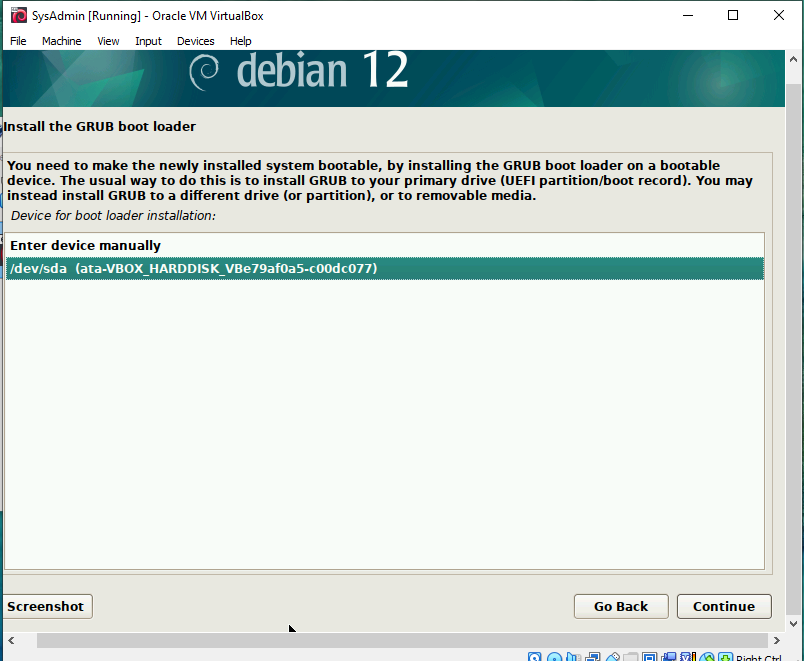 SysAdmin [Running] - Oracle VM VirtualBox
File Machine View Input Devices Help
debian 12
Install the GRUB boot loader
You need to make the newly installed system bootable, by installing the GRUB boot loader on a bootable
device. The usual way to do this is to install GRUB to your primary drive (UEFI partition/boot record). You may
instead install GRUB to a different drive (or partition), or to removable media.
Device for boot loader installation:
Enter device manually
/dev/sda (ata-VBOX_HARDDISK_VBe79af0a5-c00dc077)
Screenshot Go Back Continue
Right Ctrl